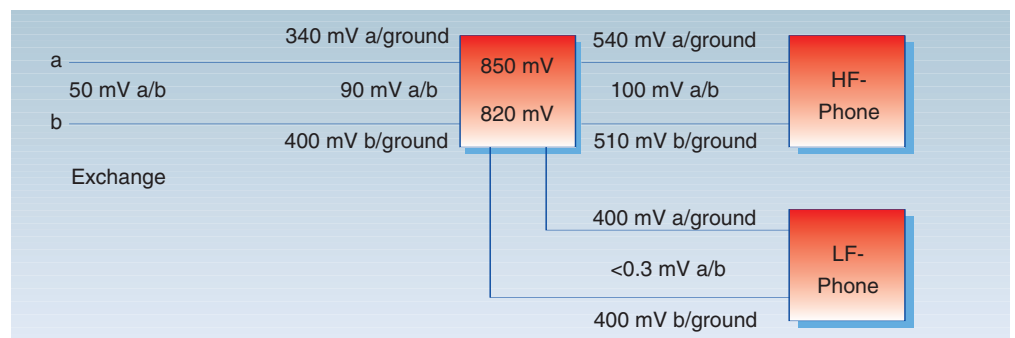 340 mV a/ground
540 mV a/ground
a
850 mV
HF-
Phone
50 mV a/b
90 mV a/b
100 mV a/b
820 mV
b
400 mV b/ground
510 mV b/ground
Exchange
400 mV a/ground
LF-
Phone
<0.3 mV a/b
400 mV b/ground